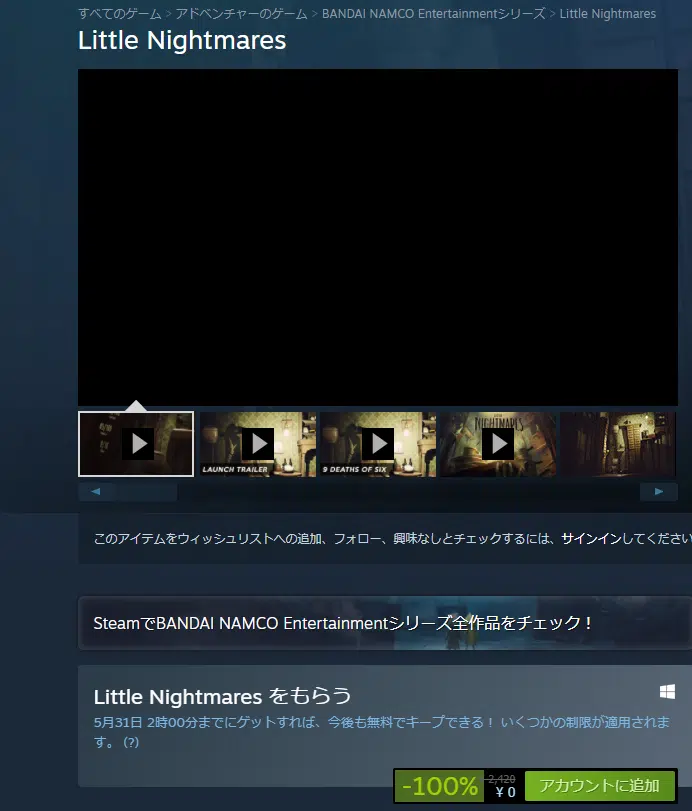 すべてのゲーム > アドベンチャーのゲーム > BANDAI NAMCO Entertainmentシリーズ > Little Nightmares
Little Nightmares
LAUNCH TRAILER
9 DEATHS OF SIX
NIGHTMARES
このアイテムをウィッシュリストへの追加、フォロー、興味なしとチェックするには、サインインしてください
SteamでBANDAI NAMCO Entertainmentシリーズ全作品をチェック!
Little Nightmares をもらう
5月31日 2時00分までにゲットすれば、今後も無料でキープできる! いくつかの制限が適用されま
す。 (?)
-100%
2,420
¥ 0
アカウントに追加